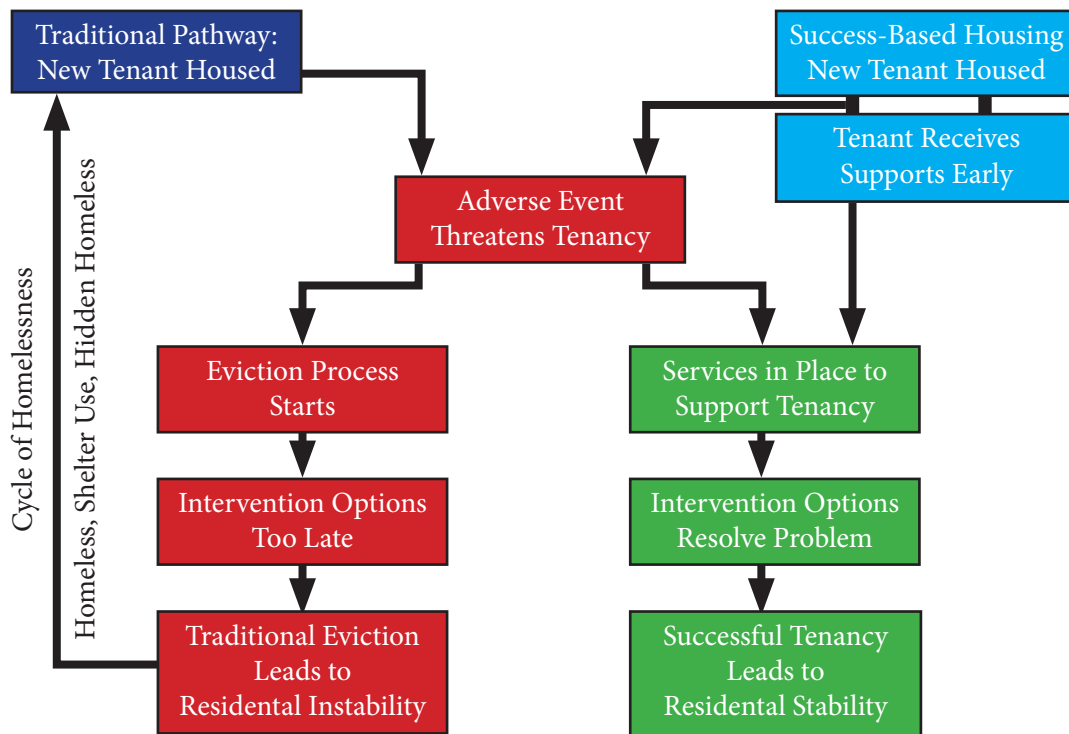 Traditional Pathway:
New Tenant Housed
Success-Based Housing
New Tenant Housed
Tenant Receives
Supports Early
Adverse Event
Threatens Tenancy
Cycle of Homelessness
Homeless, Shelter Use, Hidden Homeless
Eviction Process
Starts
Services in Place to
Support Tenancy
Intervention Options
Too Late
Intervention Options
Resolve Problem
Traditional Eviction
Leads to
Residental Instability
Successful Tenancy
Leads to
Residental Stability